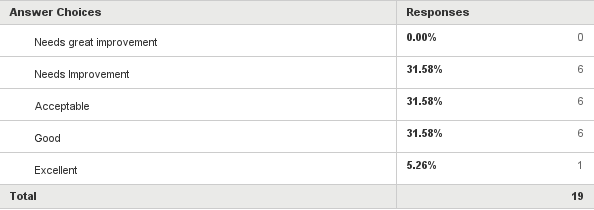 Answer Choices Responses
Needs great improvement 0.00% 0
Needs Improvement 31.58% 6
Acceptable 31.58% 6
Good 31.58% 6
Excellent 5.26% 1
Total 19